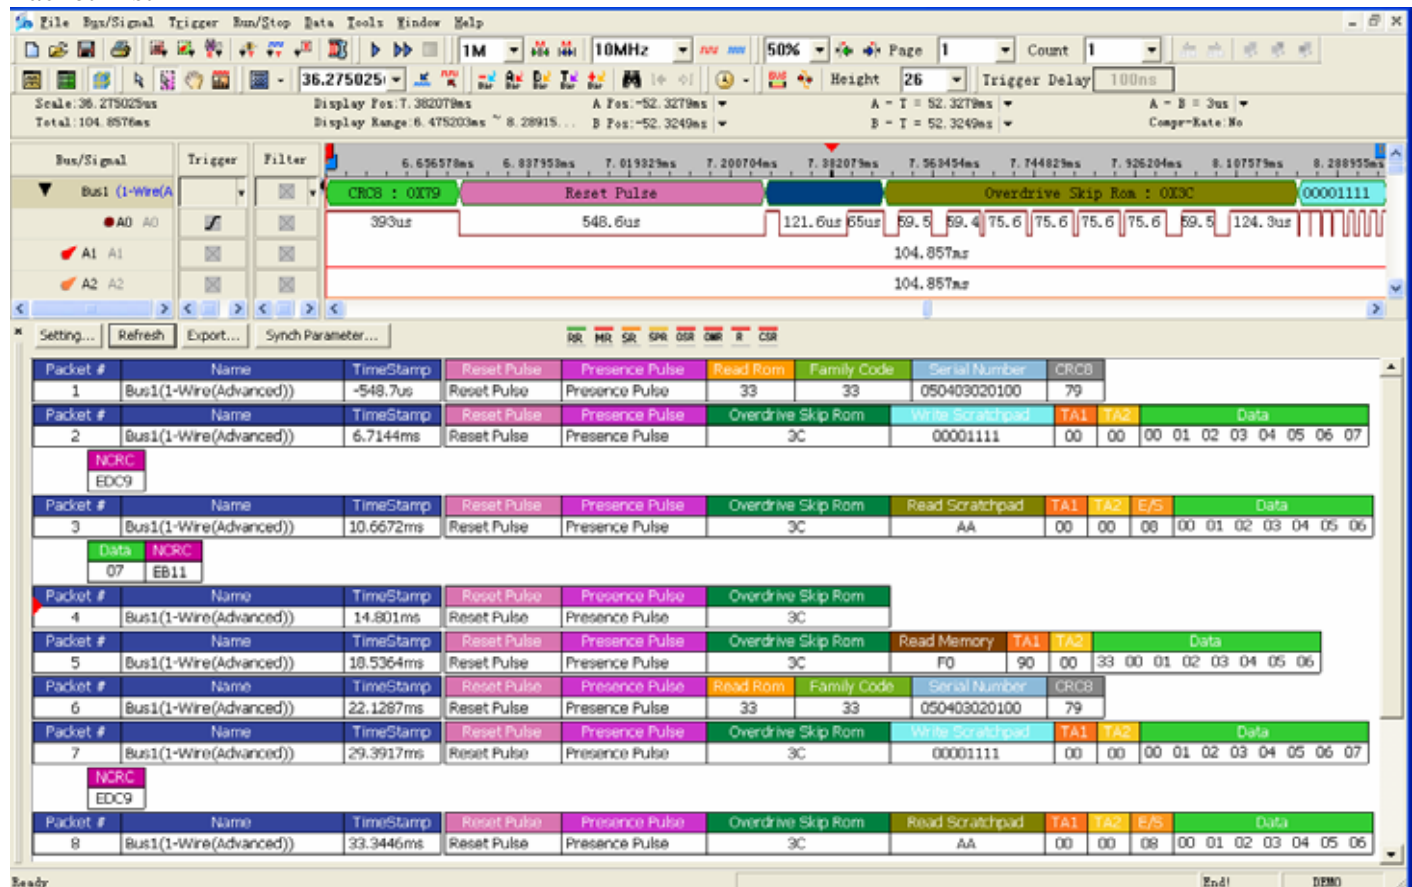 File Bus/Signal Trigger Run/Stop Data Tools Window Help
1M 10MHz 50% Page 1 Count 1
36.275025 Height 26 Trigger Delay 100ns
Scale:36.275025us Display Pos:7.382079ms A Pos:-52.3279ms A - T = 52.3279ms A - B = 3us
Total:104.8576ms Display Range:6.475203ms ~ 8.28915... B Pos:-52.3249ms B - T = 52.3249ms Compr-Rate:No
Bus/Signal Trigger Filter 6.656578ms 6.837953ms 7.019329ms 7.200704ms 7.382079ms 7.563454ms 7.744829ms 7.926204ms 8.107579ms 8.288955ms
Bus1 (1-Wire(A CRC8 : 0X79 Reset Pulse Overdrive Skip Rom : 0X3C 00001111
A0 A0 393us 548.6us 121.6us 65us 59.5 59.4 75.6 75.6 75.6 75.6 59.5 124.3us
A1 A1 104.857ms
A2 A2 104.857ms
Setting... Refresh Export... Synch Parameter... RR MR SR SPR OSR OMR R CSR
Packet # Name TimeStamp Reset Pulse Presence Pulse Read Rom Family Code Serial Number CRC8
1 Bus1(1-Wire(Advanced)) -548.7us Reset Pulse Presence Pulse 33 33 050403020100 79
Packet # Name TimeStamp Reset Pulse Presence Pulse Overdrive Skip Rom Write Scratchpad TA1 TA2 Data
2 Bus1(1-Wire(Advanced)) 6.7144ms Reset Pulse Presence Pulse 3C 00001111 00 00 00 01 02 03 04 05 06 07
NCRC
EDC9
Packet # Name TimeStamp Reset Pulse Presence Pulse Overdrive Skip Rom Read Scratchpad TA1 TA2 E/S Data
3 Bus1(1-Wire(Advanced)) 10.6672ms Reset Pulse Presence Pulse 3C AA 00 00 08 00 01 02 03 04 05 06
Data NCRC
07 EB11
Packet # Name TimeStamp Reset Pulse Presence Pulse Overdrive Skip Rom
4 Bus1(1-Wire(Advanced)) 14.801ms Reset Pulse Presence Pulse 3C
Packet # Name TimeStamp Reset Pulse Presence Pulse Overdrive Skip Rom Read Memory TA1 TA2 Data
5 Bus1(1-Wire(Advanced)) 18.5364ms Reset Pulse Presence Pulse 3C F0 90 00 33 00 01 02 03 04 05 06
Packet # Name TimeStamp Reset Pulse Presence Pulse Read Rom Family Code Serial Number CRC8
6 Bus1(1-Wire(Advanced)) 22.1287ms Reset Pulse Presence Pulse 33 33 050403020100 79
Packet # Name TimeStamp Reset Pulse Presence Pulse Overdrive Skip Rom Write Scratchpad TA1 TA2 Data
7 Bus1(1-Wire(Advanced)) 29.3917ms Reset Pulse Presence Pulse 3C 00001111 00 00 00 01 02 03 04 05 06 07
NCRC
EDC9
Packet # Name TimeStamp Reset Pulse Presence Pulse Overdrive Skip Rom Read Scratchpad TA1 TA2 E/S Data
8 Bus1(1-Wire(Advanced)) 33.3446ms Reset Pulse Presence Pulse 3C AA 00 00 08 00 01 02 03 04 05 06
Ready End! DEMO